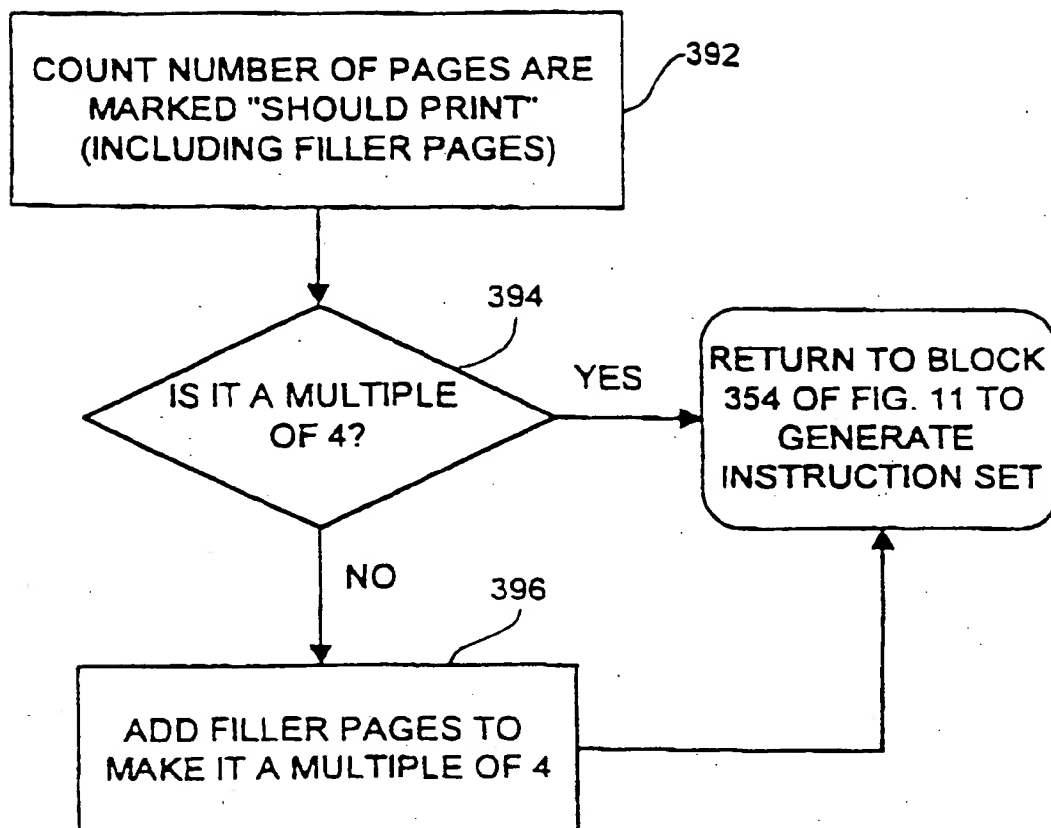 COUNT NUMBER OF PAGES ARE
MARKED "SHOULD PRINT"
(INCLUDING FILLER PAGES)
392
394
IS IT A MULTIPLE
OF 4?
YES
RETURN TO BLOCK
354 OF FIG. 11 TO
GENERATE
INSTRUCTION SET
NO
396
ADD FILLER PAGES TO
MAKE IT A MULTIPLE OF 4